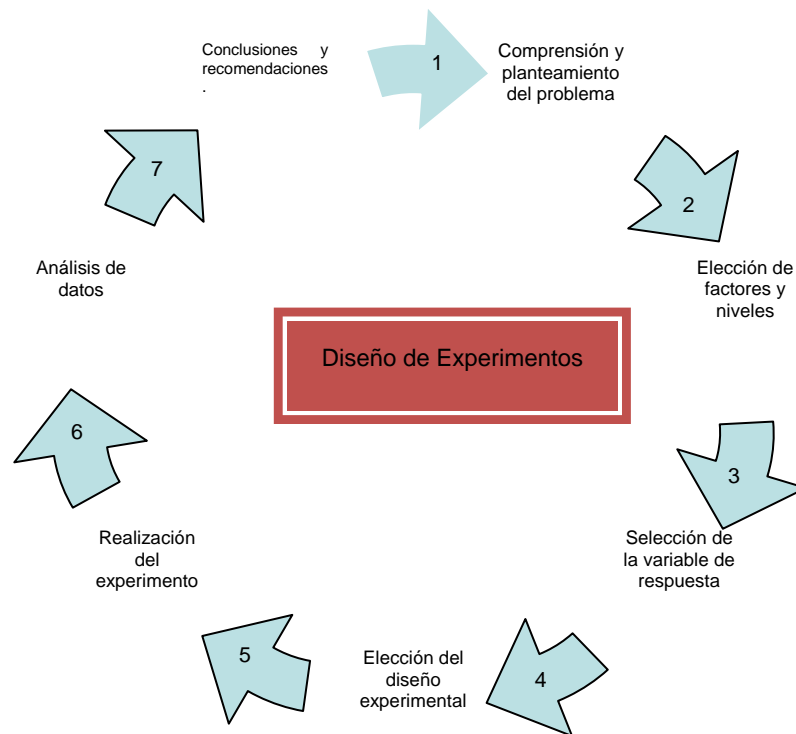 Conclusiones y
recomendaciones
.
1
Comprensión y
planteamiento
del problema
2
Elección de
factores y
niveles
3
Selección de
la variable de
respuesta
4
Elección del
diseño
experimental
5
Realización
del
experimento
6
Análisis de
datos
7
Diseño de Experimentos